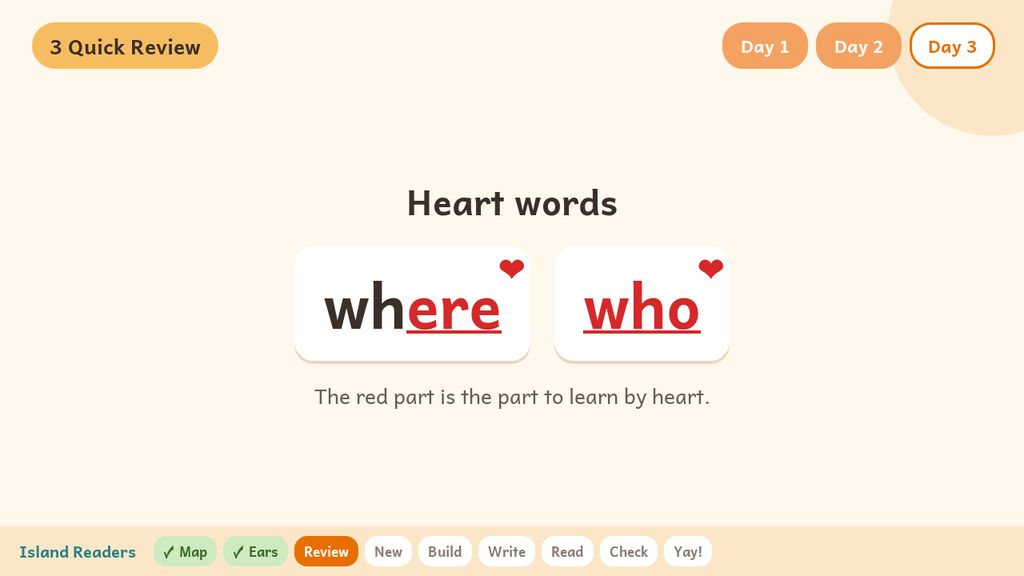 3 Quick Review
Day 1 Day 2 Day 3
Heart words
where who
The red part is the part to learn by heart.
Island Readers ✓ Map ✓ Ears Review New Build Write Read Check Yay!